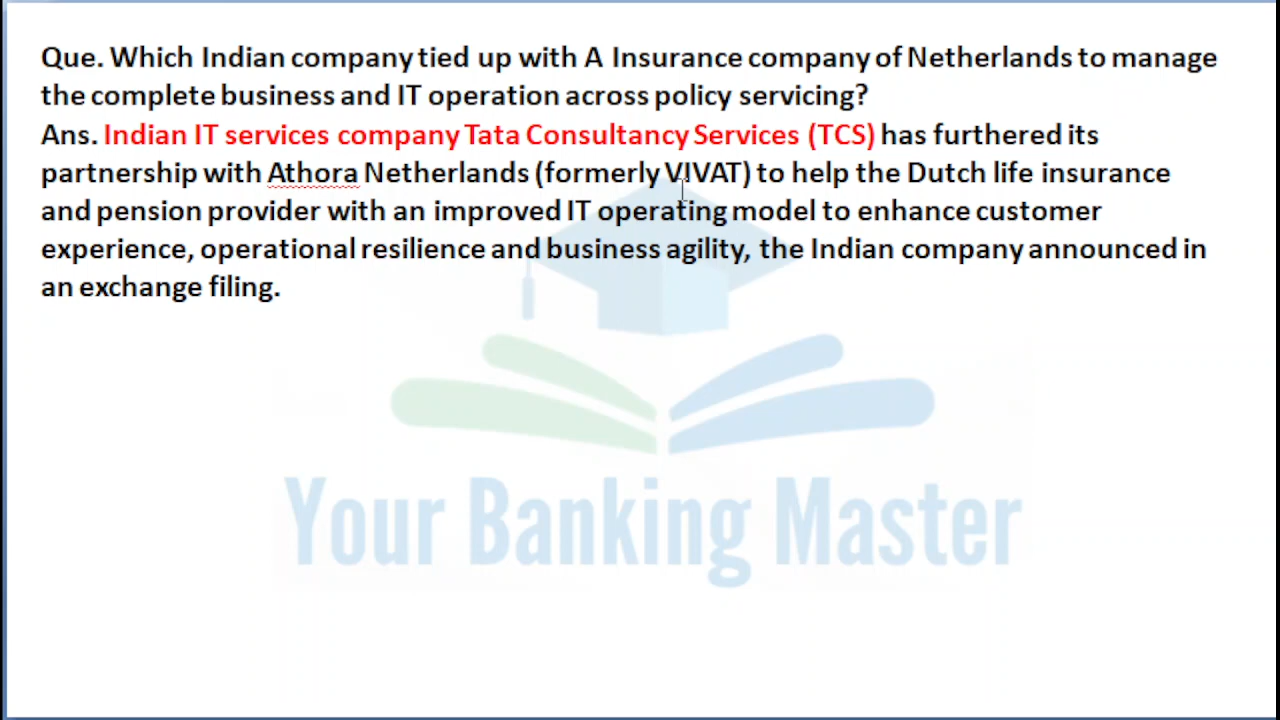 Que. Which Indian company tied up with A Insurance company of Netherlands to manage
the complete business and IT operation across policy servicing?
Ans. Indian IT services company Tata Consultancy Services (TCS) has furthered its
partnership with Athora Netherlands (formerly VIVAT) to help the Dutch life insurance
and pension provider with an improved IT operating model to enhance customer
experience, operational resilience and business agility, the Indian company announced in
an exchange filing.
Your Banking Master